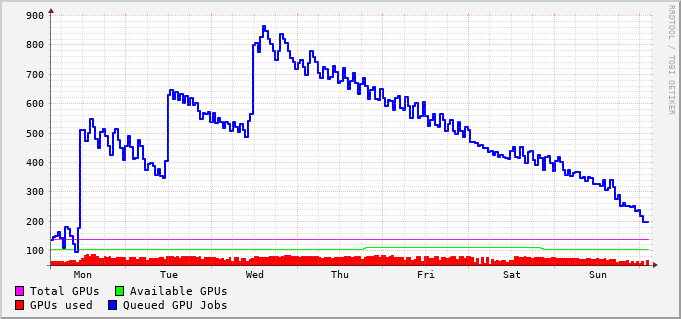 900
800
700
600
500
400
300
200
100
Mon Tue Wed Thu Fri Sat Sun
Total GPUs Available GPUs
GPUs used Queued GPU Jobs
RRDTOOL / TOBI OETIKER